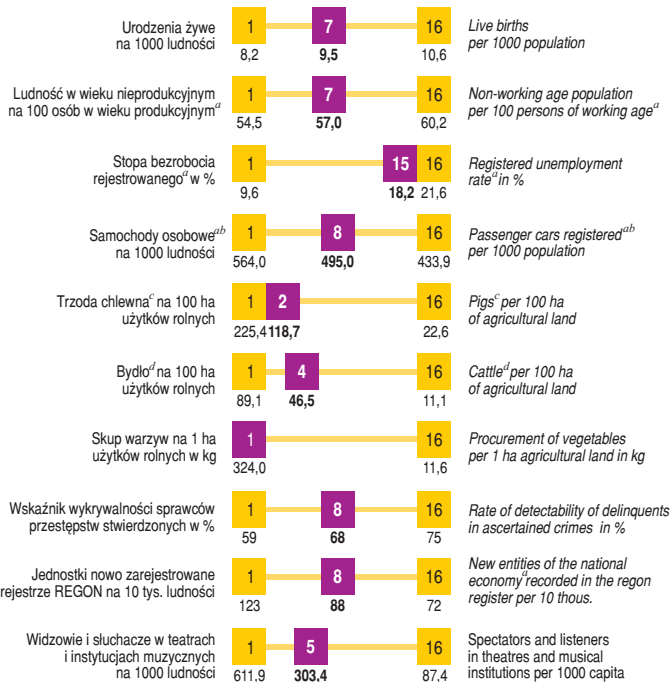 Urodzenia żywe
na 1000 ludności
1 7 16
8,2 9,5 10,6
Live births
per 1000 population
Ludność w wieku nieprodukcyjnym
na 100 osób w wieku produkcyjnym^a
1 7 16
54,5 57,0 60,2
Non-working age population
per 100 persons of working age^a
Stopa bezrobocia
rejestrowanego^a w %
1 15 16
9,6 18,2 21,6
Registered unemployment
rate^a in %
Samochody osobowe^ab
na 1000 ludności
1 8 16
564,0 495,0 433,9
Passenger cars registered^ab
per 1000 population
Trzoda chlewna^c na 100 ha
użytków rolnych
1 2 16
225,4 118,7 22,6
Pigs^c per 100 ha
of agricultural land
Bydło^d na 100 ha
użytków rolnych
1 4 16
89,1 46,5 11,1
Cattle^d per 100 ha
of agricultural land
Skup warzyw na 1 ha
użytków rolnych w kg
1 16
324,0 11,6
Procurement of vegetables
per 1 ha agricultural land in kg
Wskaźnik wykrywalności sprawców
przestępstw stwierdzonych w %
1 8 16
59 68 75
Rate of detectability of delinquents
in ascertained crimes in %
Jednostki nowo zarejestrowane
rejestrze REGON na 10 tys. ludności
1 8 16
123 88 72
New entities of the national
economy^a recorded in the regon
register per 10 thous.
Widzowie i słuchacze w teatrach
i instytucjach muzycznych
na 1000 ludności
1 5 16
611,9 303,4 87,4
Spectators and listeners
in theatres and musical
institutions per 1000 capita